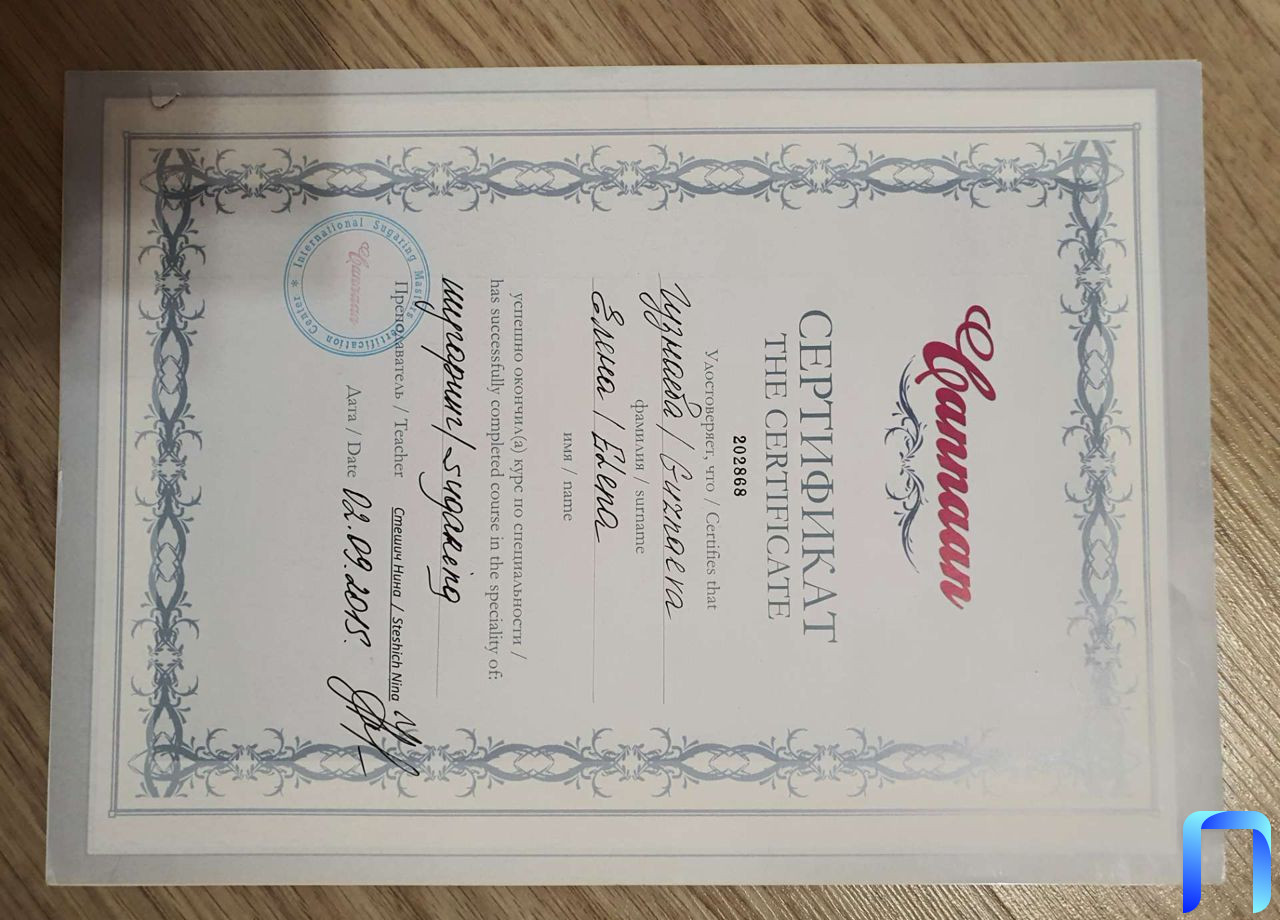 Cannaan
СЕРТИФИКАТ
THE CERTIFICATE
202868
Удостоверяет, что / Certifies that
фамилия / surname
Елена / Elena
имя / name
успешно окончил(а) курс по специальности /
has successfully completed course in the speciality of:
шугаринг / sugaring
Преподаватель / Teacher Стешич Нина / Steshich Nina
Дата / Date 02.09.2015.
International Sugaring Masters Certification Center *
Cannaan